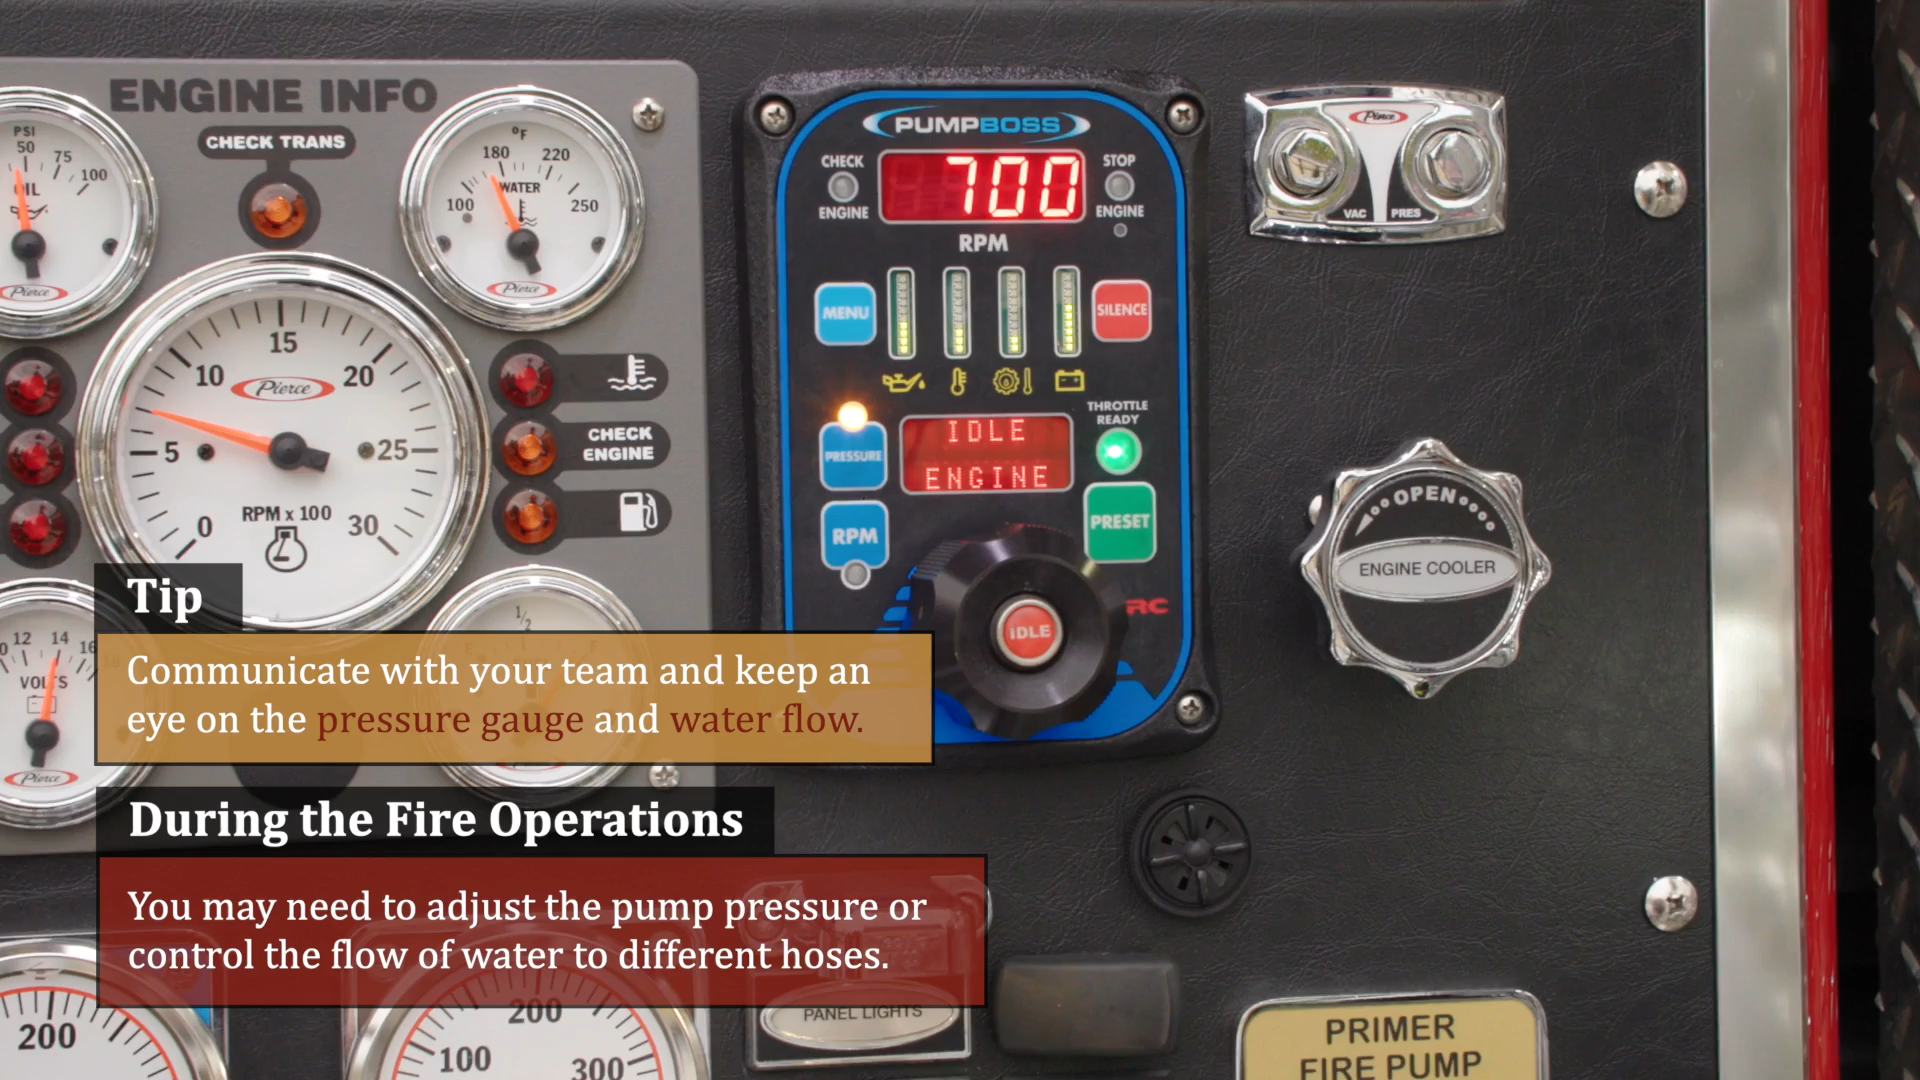 ENGINE INFO
CHECK TRANS
PSI
50
75
100
OIL
Pierce
°F
180
220
WATER
100
250
Pierce
15
10
20
Pierce
5
25
RPM x 100
0
30
CHECK
ENGINE
12
14
16
VOLTS
Pierce
1/2
PUMPBOSS
CHECK
ENGINE
700
STOP
ENGINE
RPM
MENU
SILENCE
THROTTLE
READY
PRESSURE
IDLE
ENGINE
RPM
PRESET
IDLE
RC
Pierce
VAC
PRES
OPEN
ENGINE COOLER
Tip
Communicate with your team and keep an
eye on the pressure gauge and water flow.
During the Fire Operations
You may need to adjust the pump pressure or
control the flow of water to different hoses.
200
200
100
300
PANEL LIGHTS
PRIMER
FIRE PUMP